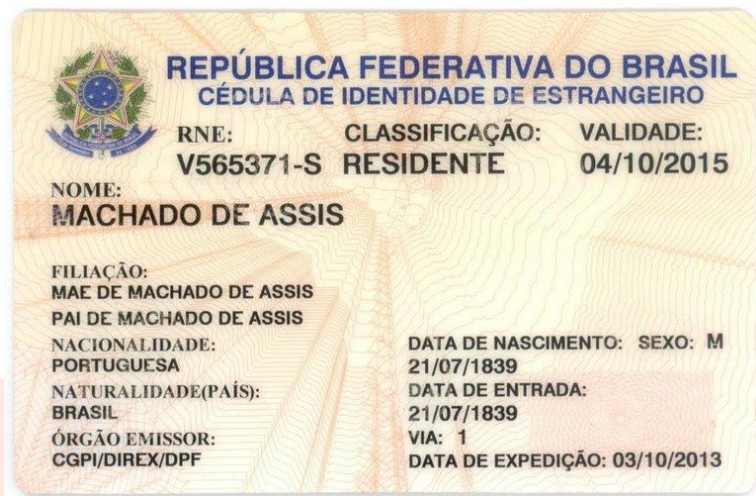 REPÚBLICA FEDERATIVA DO BRASIL
CÉDULA DE IDENTIDADE DE ESTRANGEIRO
RNE: CLASSIFICAÇÃO: VALIDADE:
V565371-S RESIDENTE 04/10/2015
NOME:
MACHADO DE ASSIS
FILIAÇÃO:
MAE DE MACHADO DE ASSIS
PAI DE MACHADO DE ASSIS
NACIONALIDADE: DATA DE NASCIMENTO: SEXO: M
PORTUGUESA 21/07/1839
NATURALIDADE(PAÍS): DATA DE ENTRADA:
BRASIL 21/07/1839
ÓRGÃO EMISSOR: VIA: 1
CGPI/DIREX/DPF DATA DE EXPEDIÇÃO: 03/10/2013